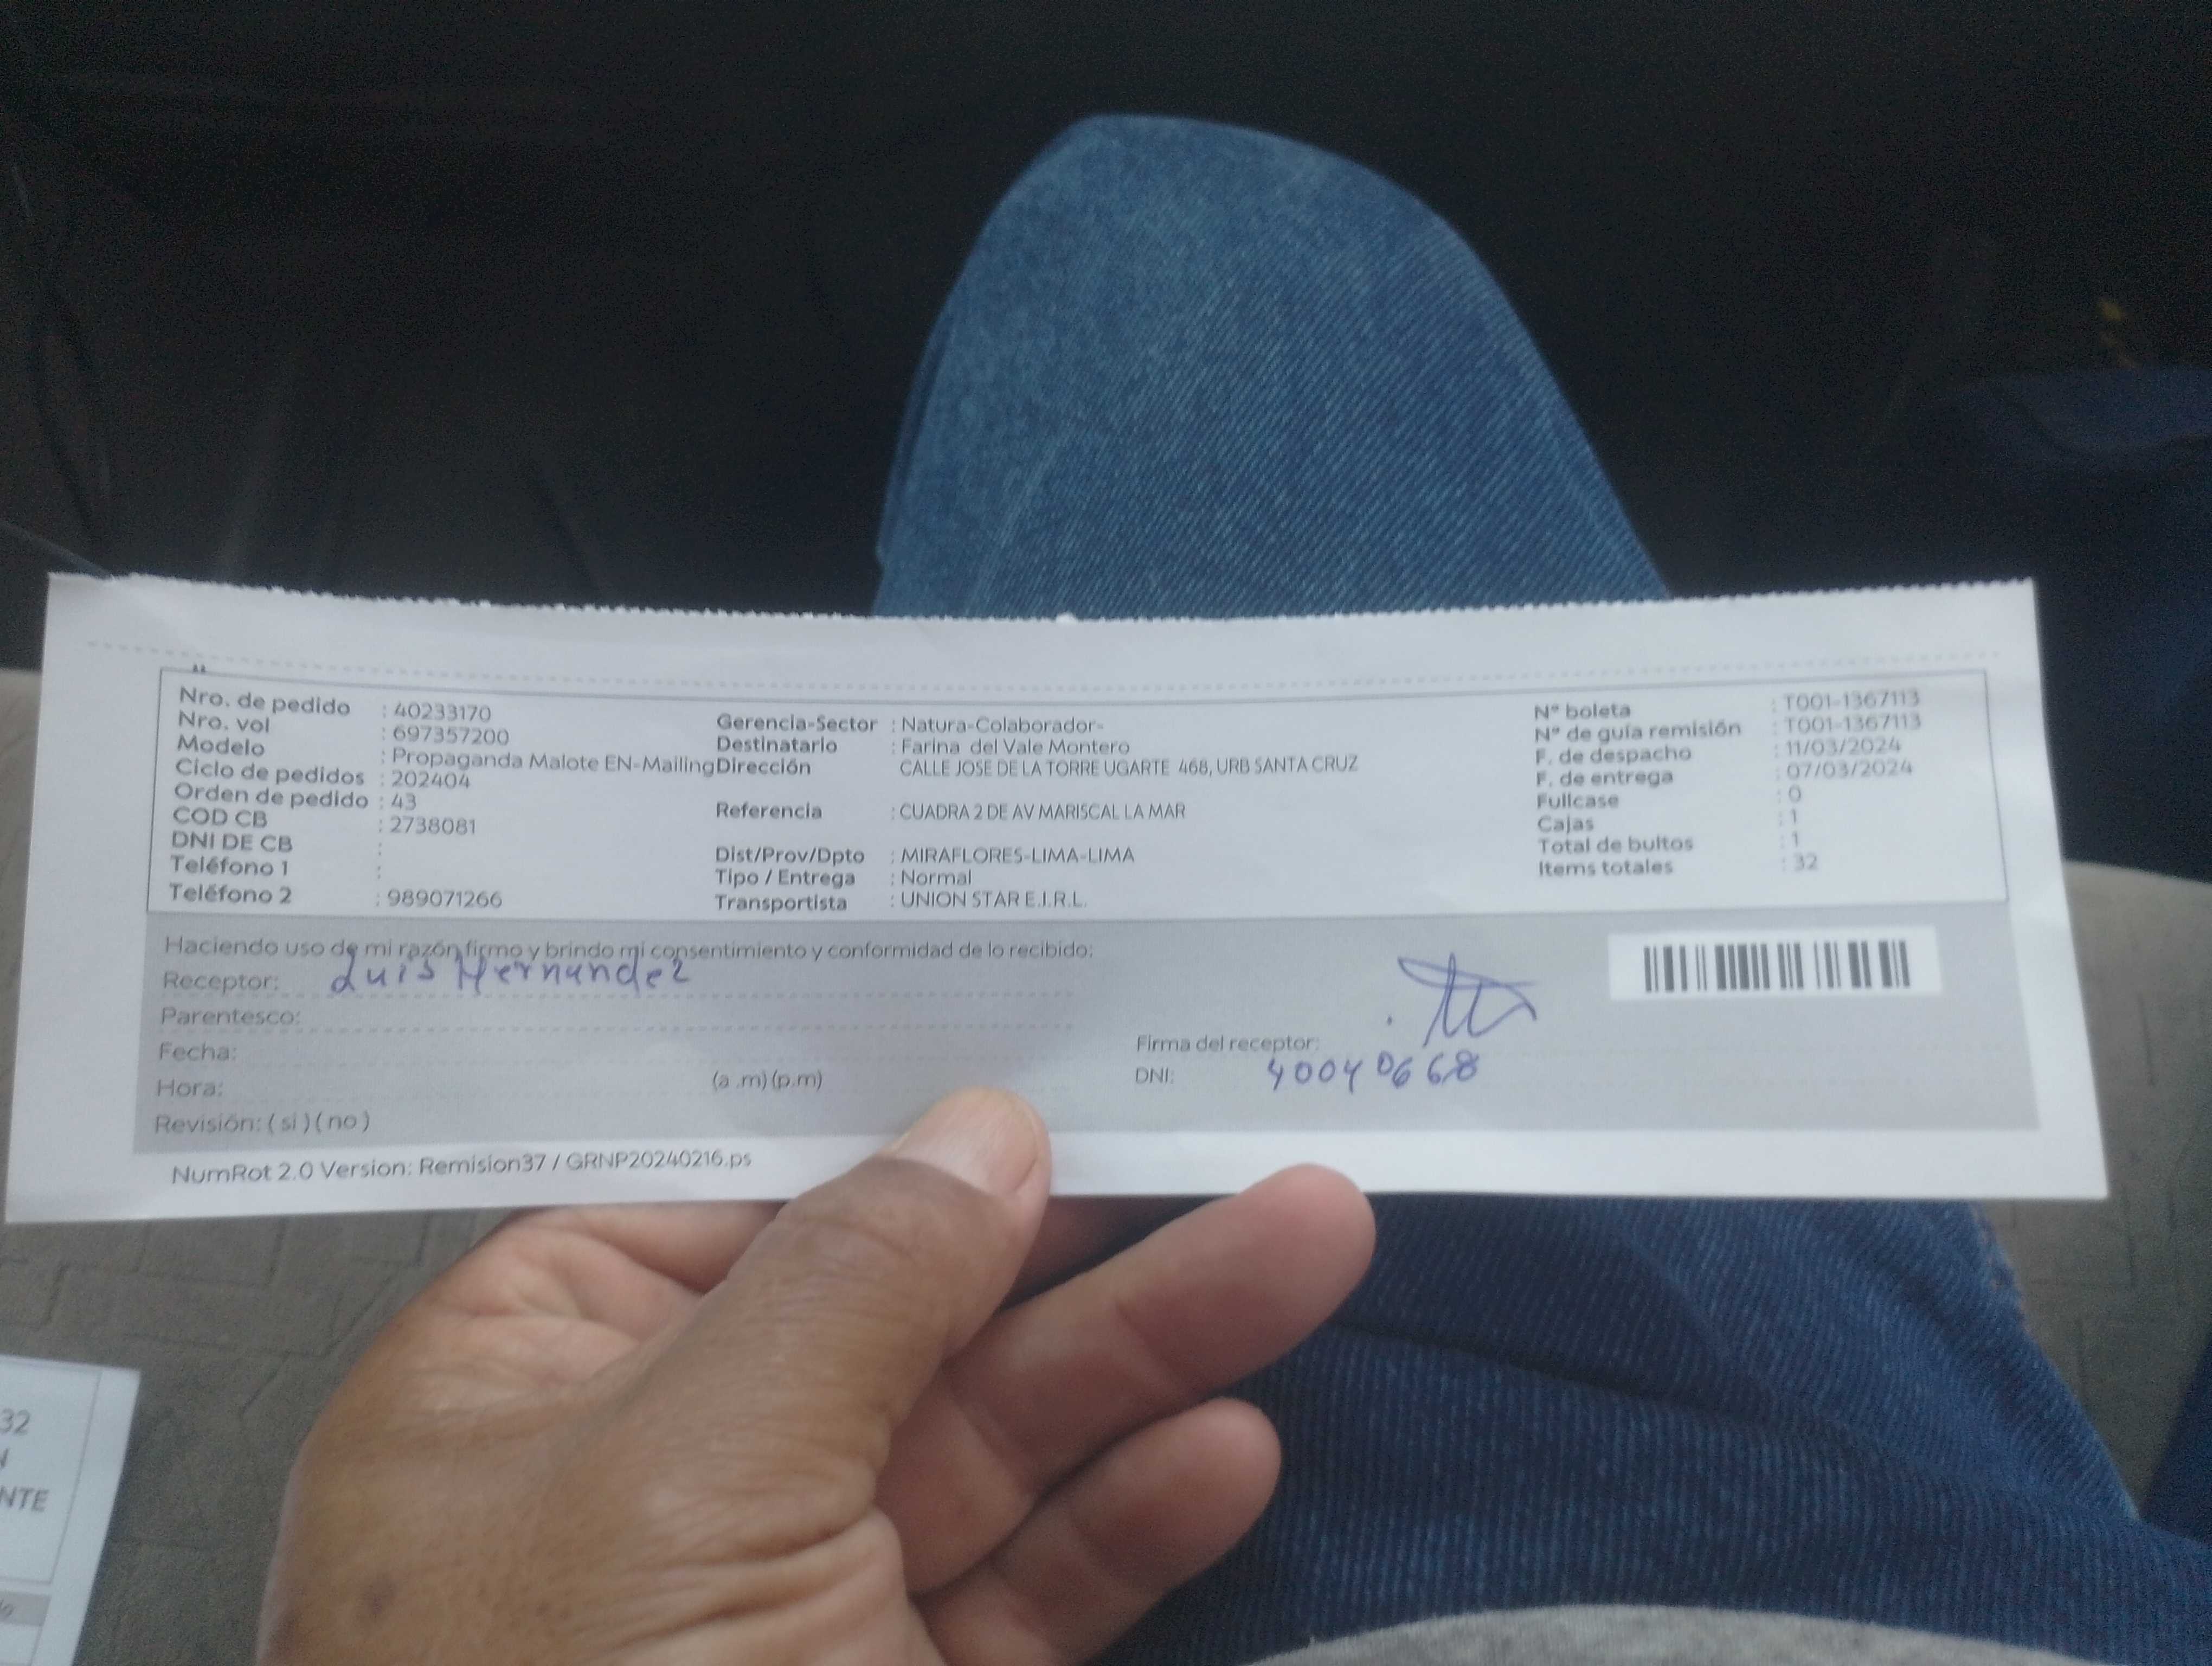 Nro. de pedido : 40233170
Nro. vol : 697357200
Modelo : Propaganda Malote EN-Mailing
Ciclo de pedidos : 202404
Orden de pedido : 43
COD CB : 2738081
DNI DE CB :
Teléfono 1 :
Teléfono 2 : 989071266
Gerencia-Sector : Natura-Colaborador-
Destinatario : Farina del Vale Montero
Dirección CALLE JOSE DE LA TORRE UGARTE 468, URB SANTA CRUZ
Referencia : CUADRA 2 DE AV MARISCAL LA MAR
Dist/Prov/Dpto : MIRAFLORES-LIMA-LIMA
Tipo / Entrega : Normal
Transportista : UNION STAR E.I.R.L.
N° boleta : T001-1367113
N° de guía remisión : T001-1367113
F. de despacho : 11/03/2024
F. de entrega : 07/03/2024
Fullcase : 0
Cajas : 1
Total de bultos : 1
Items totales : 32
Haciendo uso de mi razón firmo y brindo mi consentimiento y conformidad de lo recibido:
Receptor: Luis Hernandez
Parentesco:
Fecha:
Hora: (a .m) (p.m)
Revisión: ( si ) ( no )
Firma del receptor:
DNI: 40040668
NumRot 2.0 Version: Remision37 / GRNP20240216.ps
32
NTE